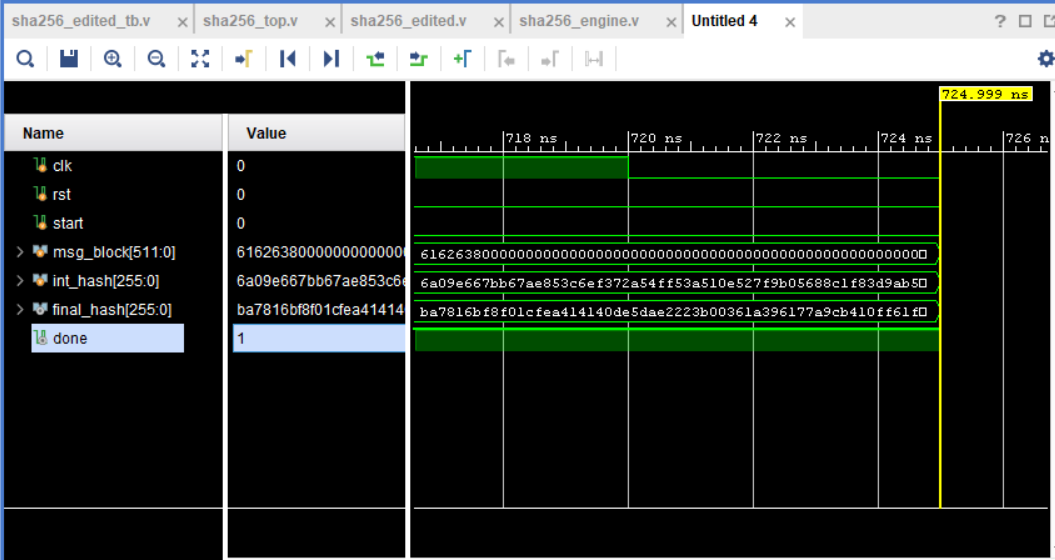 sha256_edited_tb.v
sha256_top.v
sha256_edited.v
sha256_engine.v
Untitled 4
?
724.999 ns
Name Value
718 ns 720 ns 722 ns 724 ns 726 n
clk 0
rst 0
start 0
msg_block[511:0] 61626380000000000000 616263800000000000000000000000000000000000000000000000000
int_hash[255:0] 6a09e667bb67ae853c6e 6a09e667bb67ae853c6ef372a54ff53a510e527f9b05688c1f83d9ab5
final_hash[255:0] ba7816bf8f01cfea41414 ba7816bf8f01cfea414140de5dae2223b00361a396177a9cb410ff61f
done 1